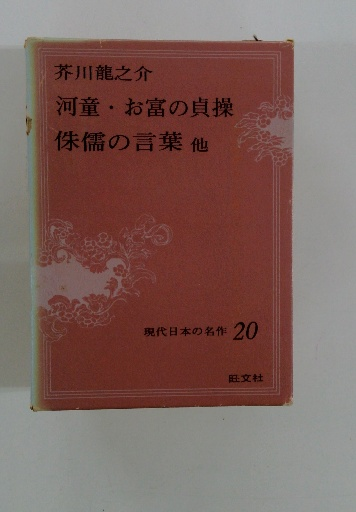 芥川龍之介
河童・お富の貞操
侏儒の言葉 他
現代日本の名作 20
旺文社